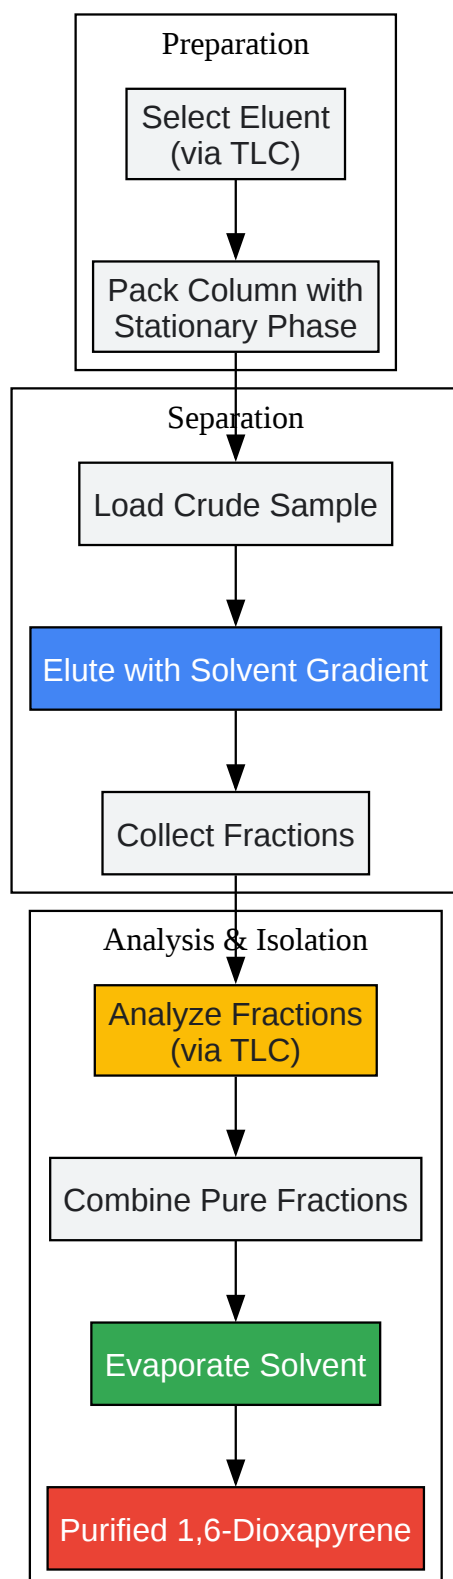 Preparation
Select Eluent
(via TLC)
Pack Column with
Stationary Phase
Separation
Load Crude Sample
Elute with Solvent Gradient
Collect Fractions
Analysis & Isolation
Analyze Fractions
(via TLC)
Combine Pure Fractions
Evaporate Solvent
Purified 1,6-Dioxapyrene